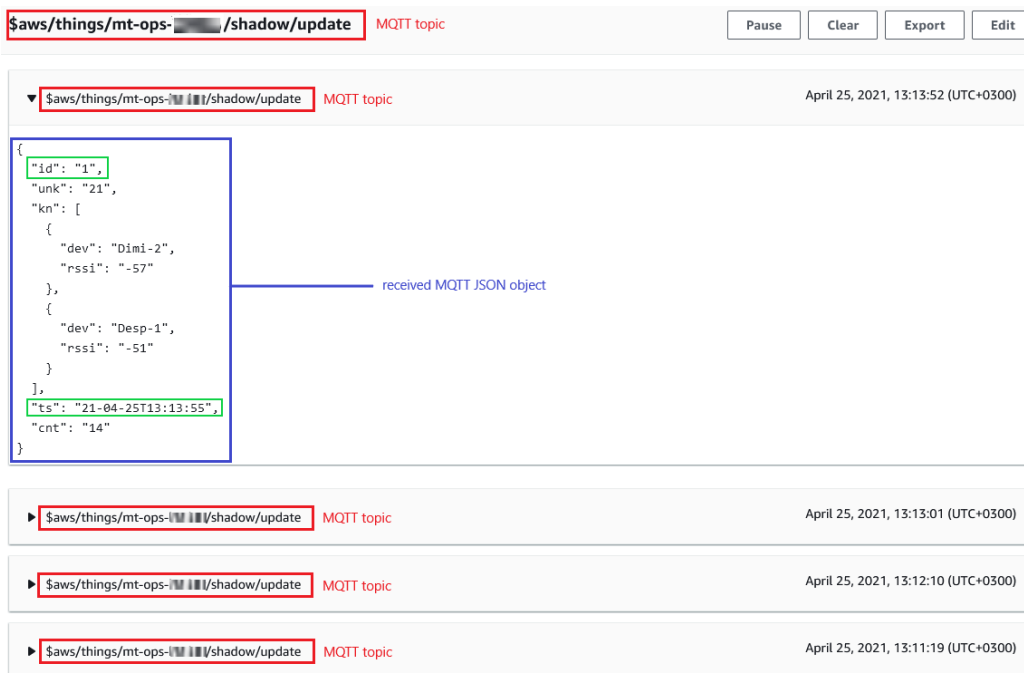 $aws/things/mt-ops- /shadow/update MQTT topic Pause Clear Export Edit
▼ $aws/things/mt-ops- /shadow/update MQTT topic April 25, 2021, 13:13:52 (UTC+0300)
{
"id": "1",
"unk": "21",
"kn": [
{
"dev": "Dimi-2",
"rssi": "-57"
},
{
"dev": "Desp-1",
"rssi": "-51"
}
],
"ts": "21-04-25T13:13:55",
"cnt": "14"
}
received MQTT JSON object
▶ $aws/things/mt-ops- /shadow/update MQTT topic April 25, 2021, 13:13:01 (UTC+0300)
▶ $aws/things/mt-ops- /shadow/update MQTT topic April 25, 2021, 13:12:10 (UTC+0300)
▶ $aws/things/mt-ops- /shadow/update MQTT topic April 25, 2021, 13:11:19 (UTC+0300)